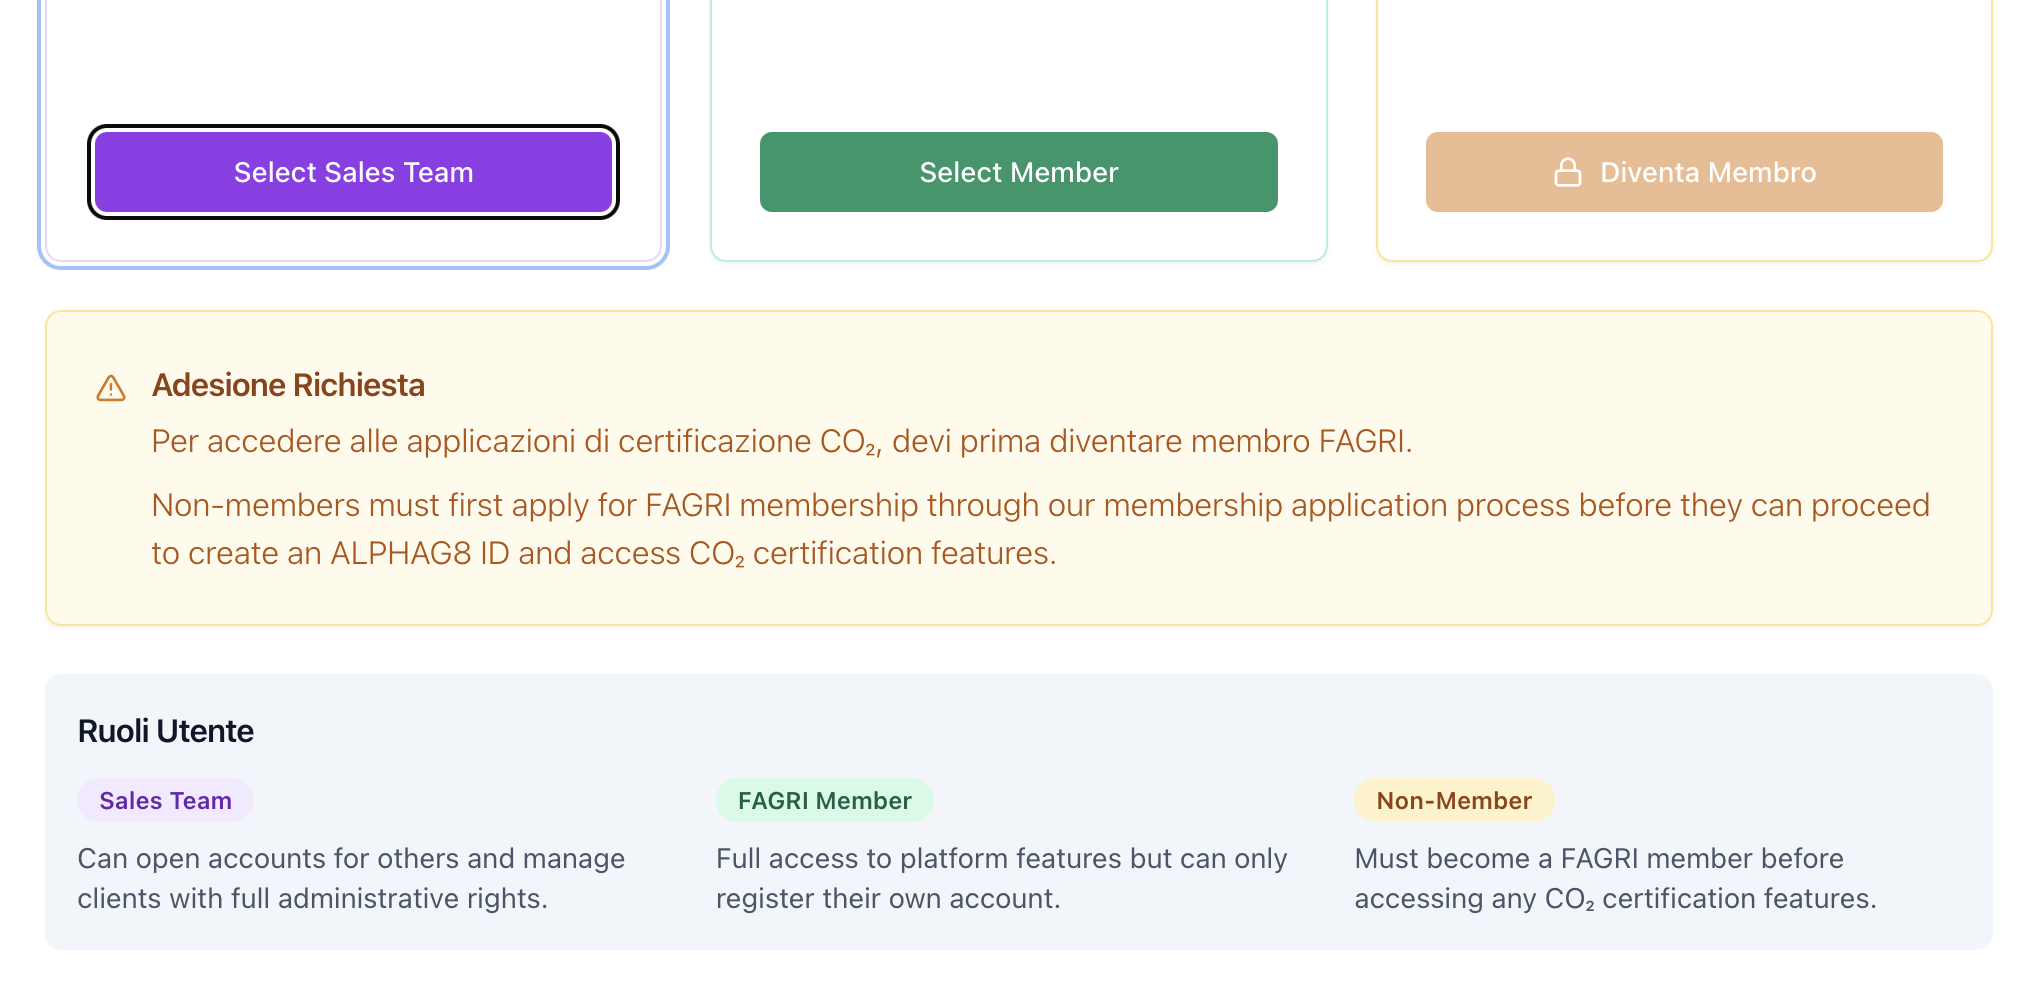 Select Sales Team
Select Member
Diventa Membro
Adesione Richiesta
Per accedere alle applicazioni di certificazione CO₂, devi prima diventare membro FAGRI.
Non-members must first apply for FAGRI membership through our membership application process before they can proceed
to create an ALPHAG8 ID and access CO₂ certification features.
Ruoli Utente
Sales Team
Can open accounts for others and manage
clients with full administrative rights.
FAGRI Member
Full access to platform features but can only
register their own account.
Non-Member
Must become a FAGRI member before
accessing any CO₂ certification features.